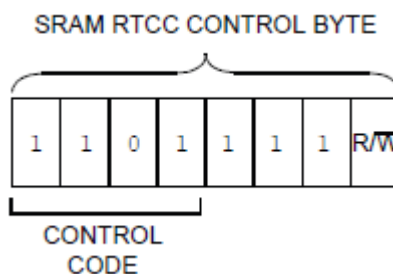 SRAM RTCC CONTROL BYTE
1 1 0 1 1 1 1 R/W
CONTROL
CODE